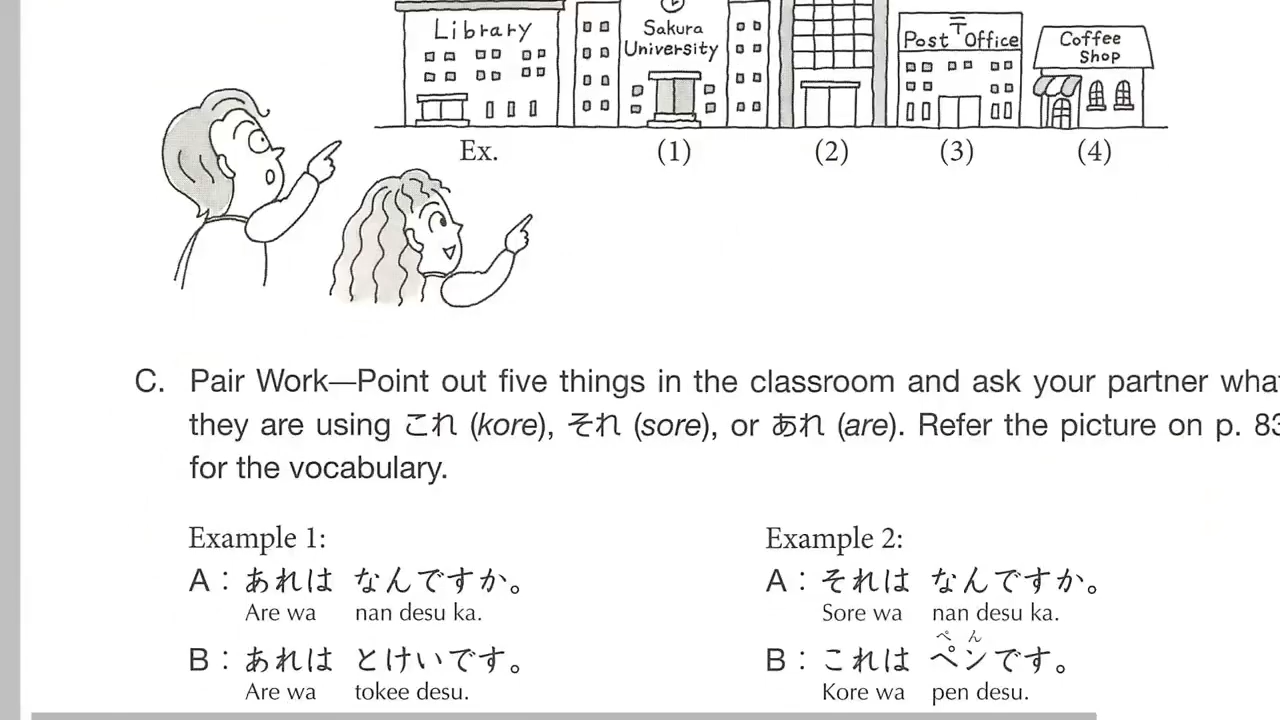 Library
Sakura
University
〒
Post Office
Coffee
Shop
Ex.
(1)
(2)
(3)
(4)
C. Pair Work—Point out five things in the classroom and ask your partner what
they are using これ (kore), それ (sore), or あれ (are). Refer the picture on p. 83
for the vocabulary.
Example 1:
A：あれは なんですか。
Are wa nan desu ka.
B：あれは とけいです。
Are wa tokee desu.
Example 2:
A：それは なんですか。
Sore wa nan desu ka.
ぺん
B：これは ペンです。
Kore wa pen desu.